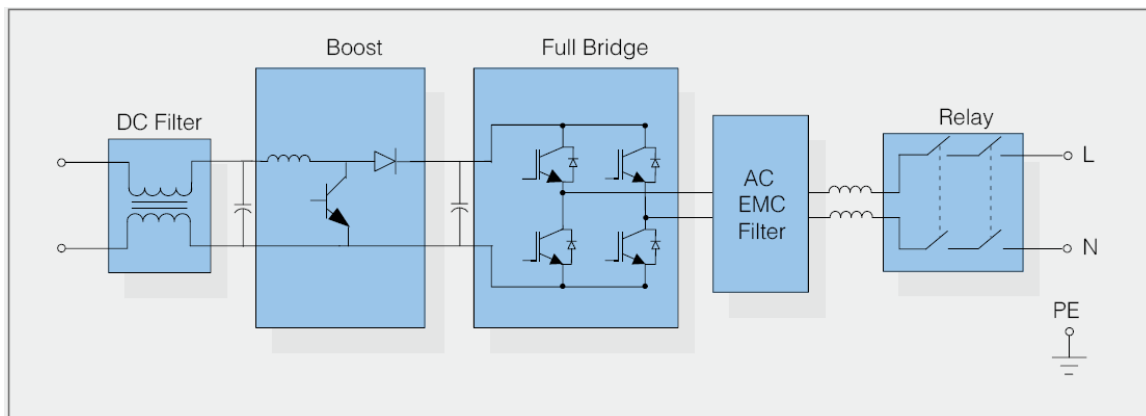 Boost
Full Bridge
DC Filter
Relay
AC
EMC
Filter
L
N
PE